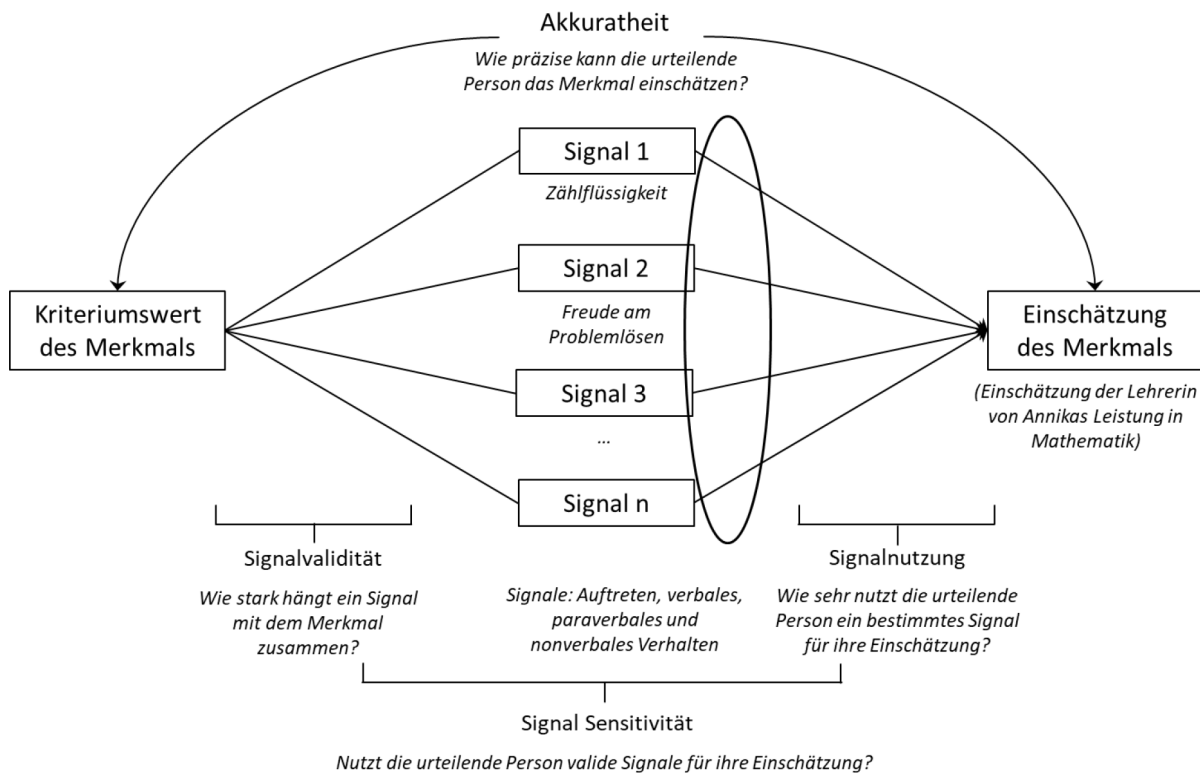 Akkuratheit
Wie präzise kann die urteilende
Person das Merkmal einschätzen?
Signal 1
Zählflüssigkeit
Signal 2
Freude am
Problemlösen
Signal 3
...
Signal n
Kriteriumswert
des Merkmals
Einschätzung
des Merkmals
(Einschätzung der Lehrerin
von Annikas Leistung in
Mathematik)
Signalvalidität
Wie stark hängt ein Signal
mit dem Merkmal
zusammen?
Signale: Auftreten, verbales,
paraverbales und
nonverbales Verhalten
Signalnutzung
Wie sehr nutzt die urteilende
Person ein bestimmtes Signal
für ihre Einschätzung?
Signal Sensitivität
Nutzt die urteilende Person valide Signale für ihre Einschätzung?